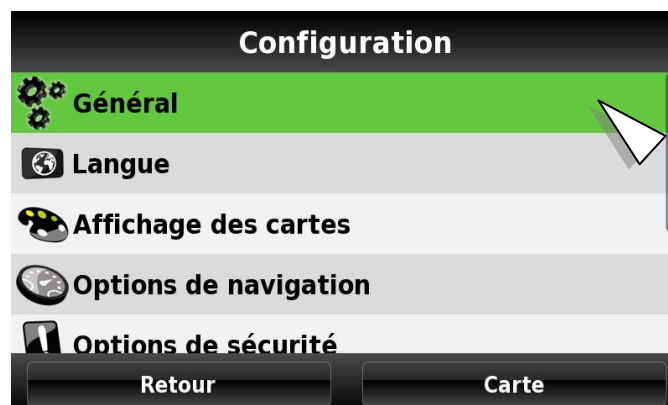 Configuration
Général
Langue
Affichage des cartes
Options de navigation
Options de sécurité
Retour
Carte